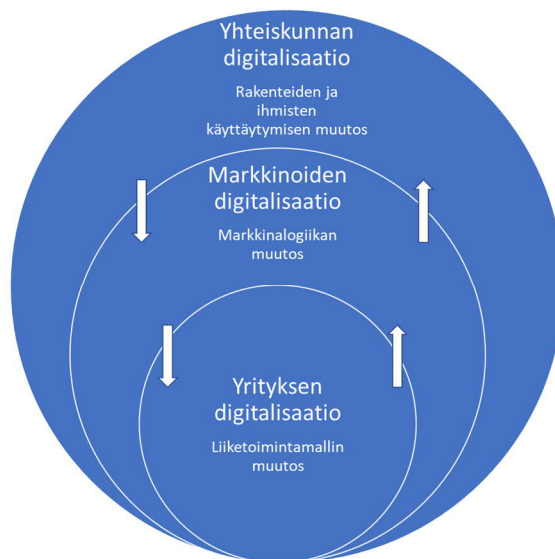 Yhteiskunnan
digitalisaatio
Rakenteiden ja
ihmisten
käyttäytymisen muutos
Markkinoiden
digitalisaatio
Markkinalogiikan
muutos
Yrityksen
digitalisaatio
Liiketoimintamallin
muutos